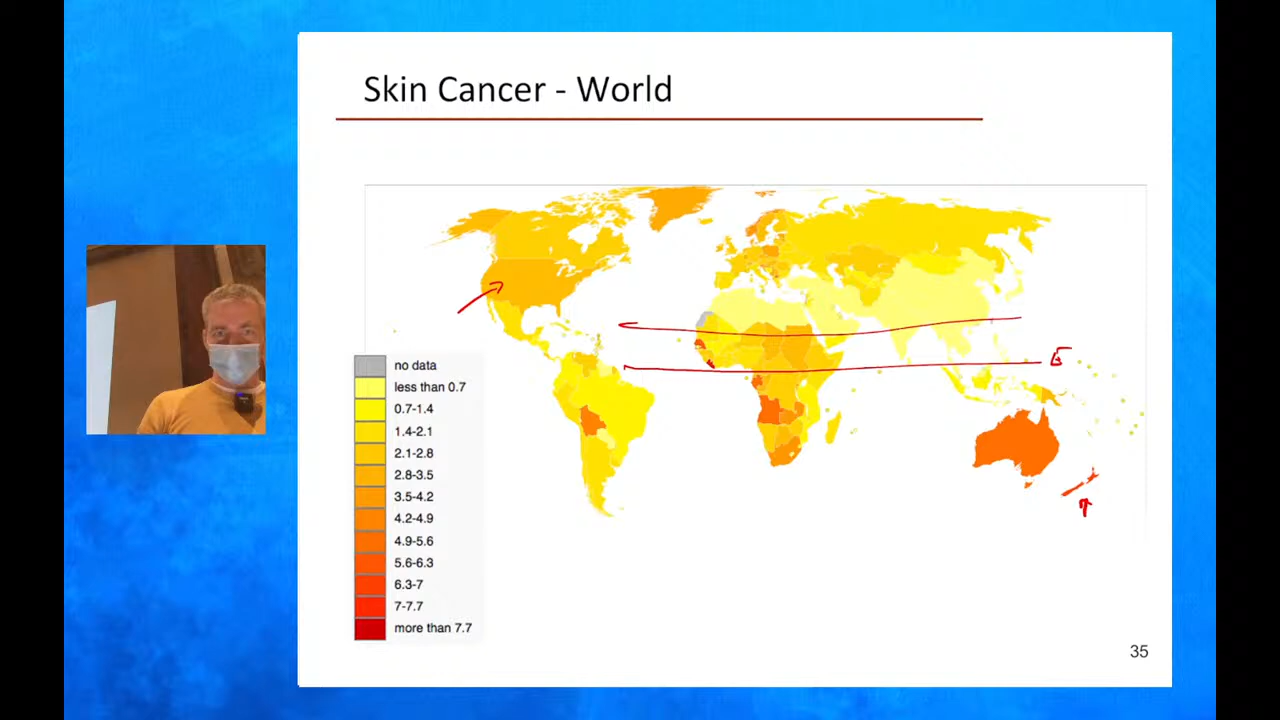 Skin Cancer - World
no data
less than 0.7
0.7-1.4
1.4-2.1
2.1-2.8
2.8-3.5
3.5-4.2
4.2-4.9
4.9-5.6
5.6-6.3
6.3-7
7-7.7
more than 7.7
35